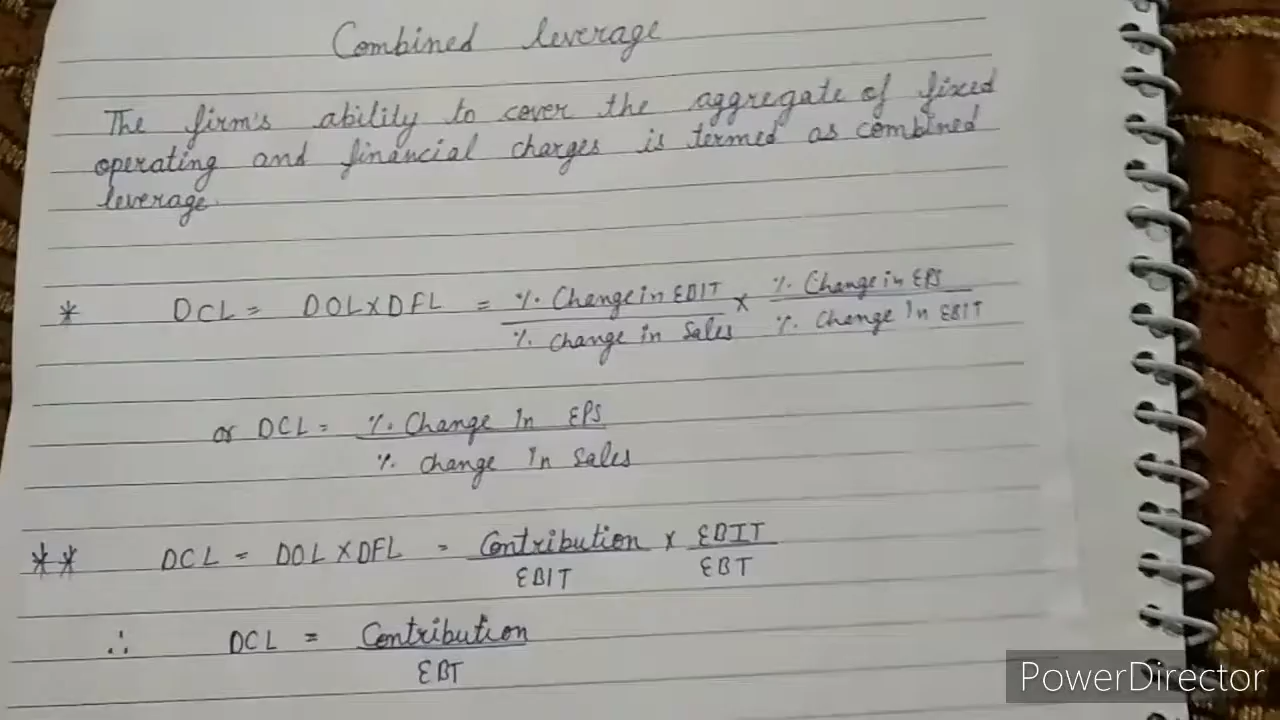 Combined leverage
The firm's ability to cover the aggregate of fixed
operating and financial charges is termed as combined
leverage.
* DCL = DOL X DFL = % Change in EBIT / % change in Sales × % Change in EPS / % Change In EBIT
or DCL = % Change In EPS / % change In Sales
** DCL = DOL X DFL = Contribution / EBIT × EBIT / EBT
∴ DCL = Contribution / EBT
PowerDirector